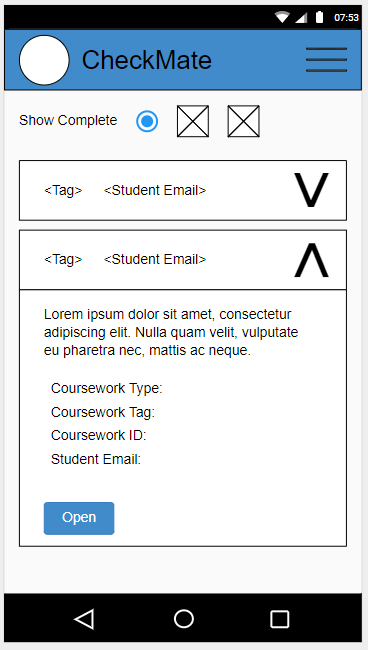 07:53
CheckMate
Show Complete
<Tag> <Student Email>
<Tag> <Student Email>
Lorem ipsum dolor sit amet, consectetur
adipiscing elit. Nulla quam velit, vulputate
eu pharetra nec, mattis ac neque.
Coursework Type:
Coursework Tag:
Coursework ID:
Student Email:
Open